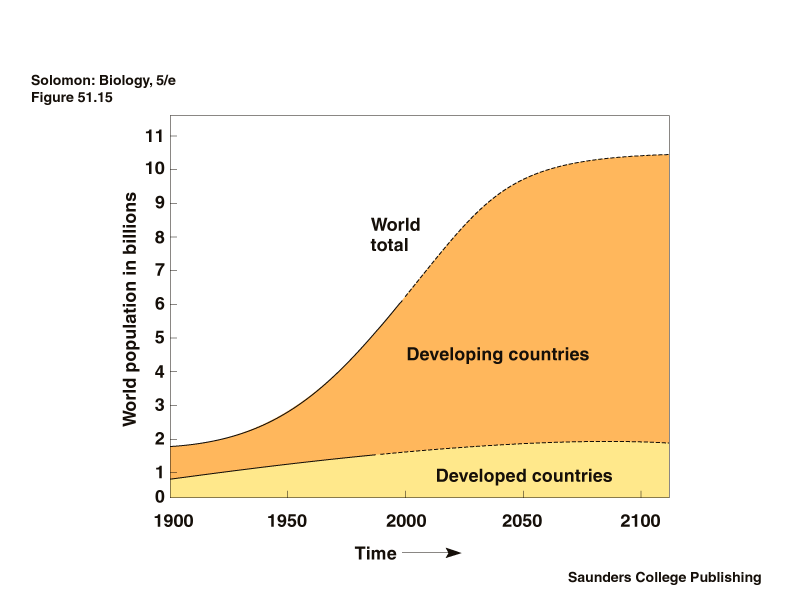 Solomon: Biology, 5/e
Figure 51.15
World population in billions
11
10
9
8
7
6
5
4
3
2
1
0
World
total
Developing countries
Developed countries
1900 1950 2000 2050 2100
Time
Saunders College Publishing